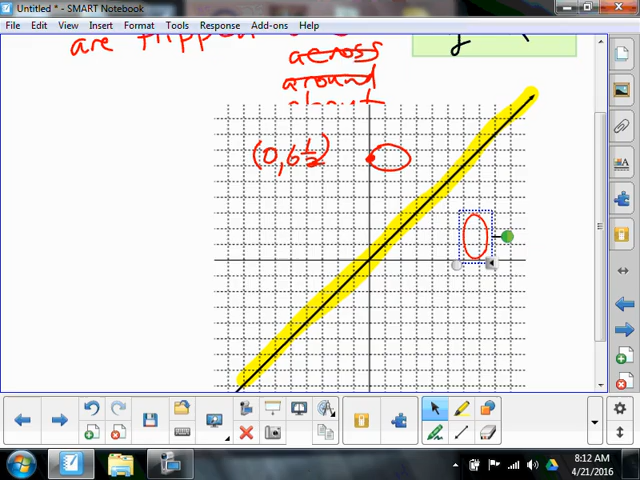 Untitled * - SMART Notebook
File Edit View Insert Format Tools Response Add-ons Help
are flipped
across
around
about
(0,6½)
8:12 AM
4/21/2016